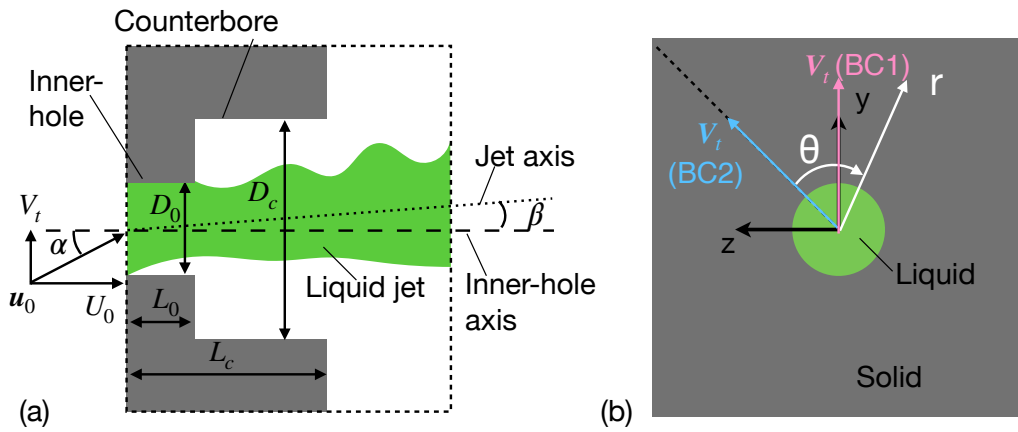 Counterbore
Inner-
hole
Jet axis
V_t
D_0
D_c
β
α
Liquid jet
Inner-hole
axis
u_0
U_0
L_0
L_c
(a)
V_t (BC1)
y
r
V_t
(BC2)
θ
z
Liquid
Solid
(b)